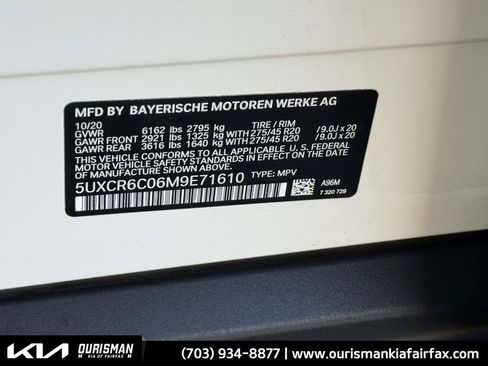 MFD BY BAYERISCHE MOTOREN WERKE AG
10/20 TIRE / RIM
GVWR 6162 lbs 2795 kg
GAWR FRONT 2921 lbs 1325 kg WITH 275/45 R20 /9.0J x 20
GAWR REAR 3616 lbs 1640 kg WITH 275/45 R20 /9.0J x 20
THIS VEHICLE CONFORMS TO ALL APPLICABLE U.S. FEDERAL
MOTOR VEHICLE SAFETY STANDARDS IN EFFECT ON THE DATE
OF MANUFACTURE SHOWN ABOVE.
5UXCR6C06M9E71610 TYPE: MPV
A96M
7 320 729
KIA OURISMAN
KIA OF FAIRFAX
(703) 934-8877 | www.ourismankiafairfax.com